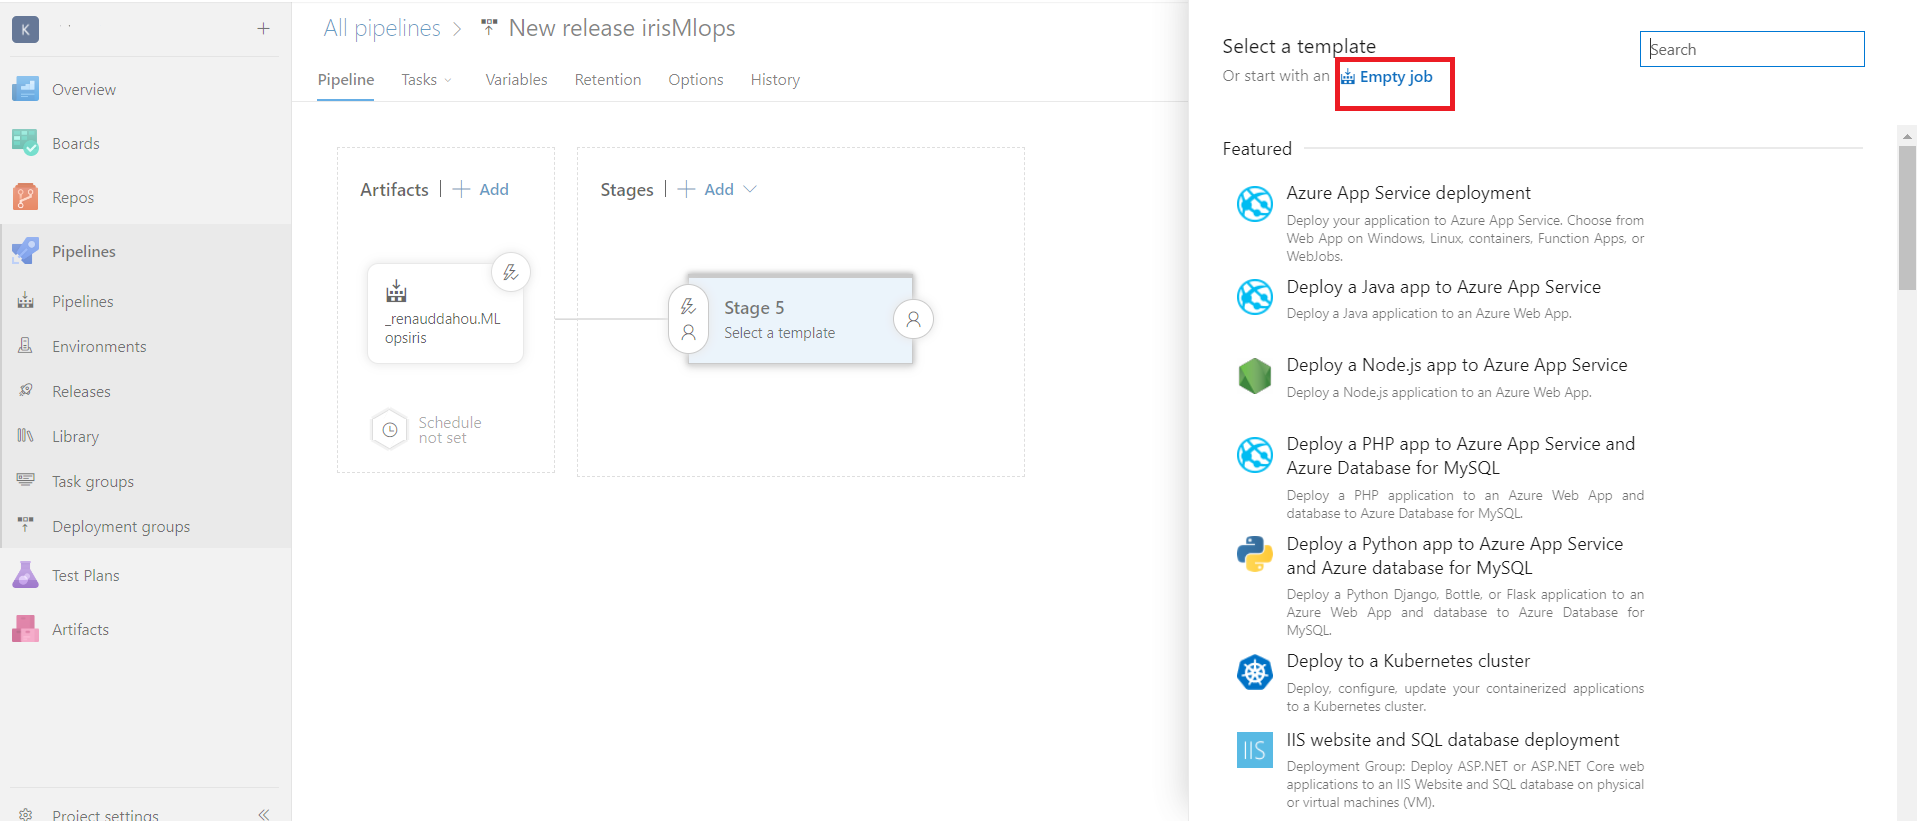 K
Overview
Boards
Repos
Pipelines
Pipelines
Environments
Releases
Library
Task groups
Deployment groups
Test Plans
Artifacts
Project settings
All pipelines > New release irisMlops
Pipeline Tasks Variables Retention Options History
Artifacts | + Add
_renauddahou.ML
opsiris
Schedule
not set
Stages | + Add
Stage 5
Select a template
Select a template
Or start with an Empty job
Search
Featured
Azure App Service deployment
Deploy your application to Azure App Service. Choose from
Web App on Windows, Linux, containers, Function Apps, or
WebJobs.
Deploy a Java app to Azure App Service
Deploy a Java application to an Azure Web App.
Deploy a Node.js app to Azure App Service
Deploy a Node.js application to an Azure Web App.
Deploy a PHP app to Azure App Service and
Azure Database for MySQL
Deploy a PHP application to an Azure Web App and
database to Azure Database for MySQL.
Deploy a Python app to Azure App Service
and Azure database for MySQL
Deploy a Python Django, Bottle, or Flask application to an
Azure Web App and database to Azure Database for
MySQL.
Deploy to a Kubernetes cluster
Deploy, configure, update your containerized applications
to a Kubernetes cluster.
IIS
IIS website and SQL database deployment
Deployment Group: Deploy ASP.NET or ASP.NET Core web
applications to an IIS Website and SQL database on physical
or virtual machines (VM).